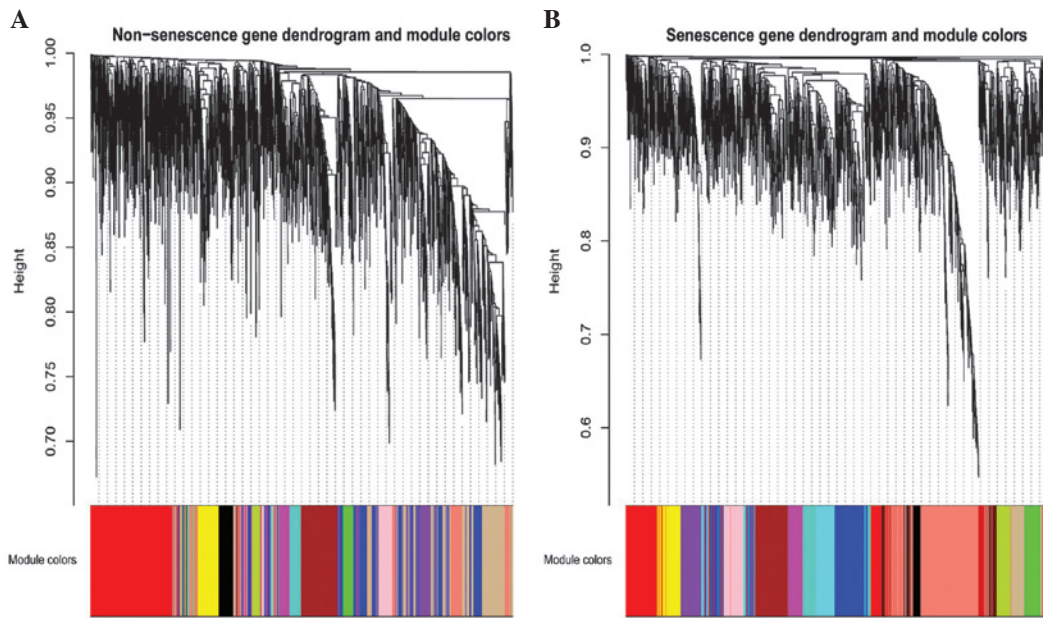 A
Non-senescence gene dendrogram and module colors
Height
1.00
0.95
0.90
0.85
0.80
0.75
0.70
Module colors
B
Senescence gene dendrogram and module colors
Height
1.0
0.9
0.8
0.7
0.6
Module colors